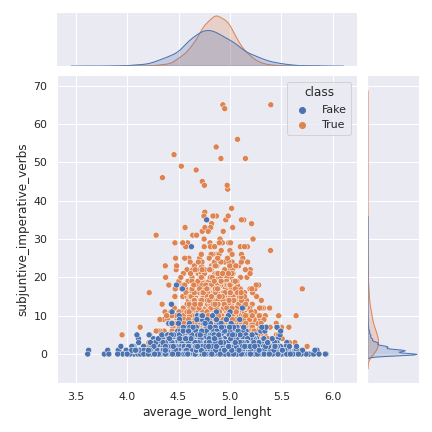 class
Fake
True
70
60
50
40
30
20
10
0
subjuntive_imperative_verbs
3.5 4.0 4.5 5.0 5.5 6.0
average_word_lenght